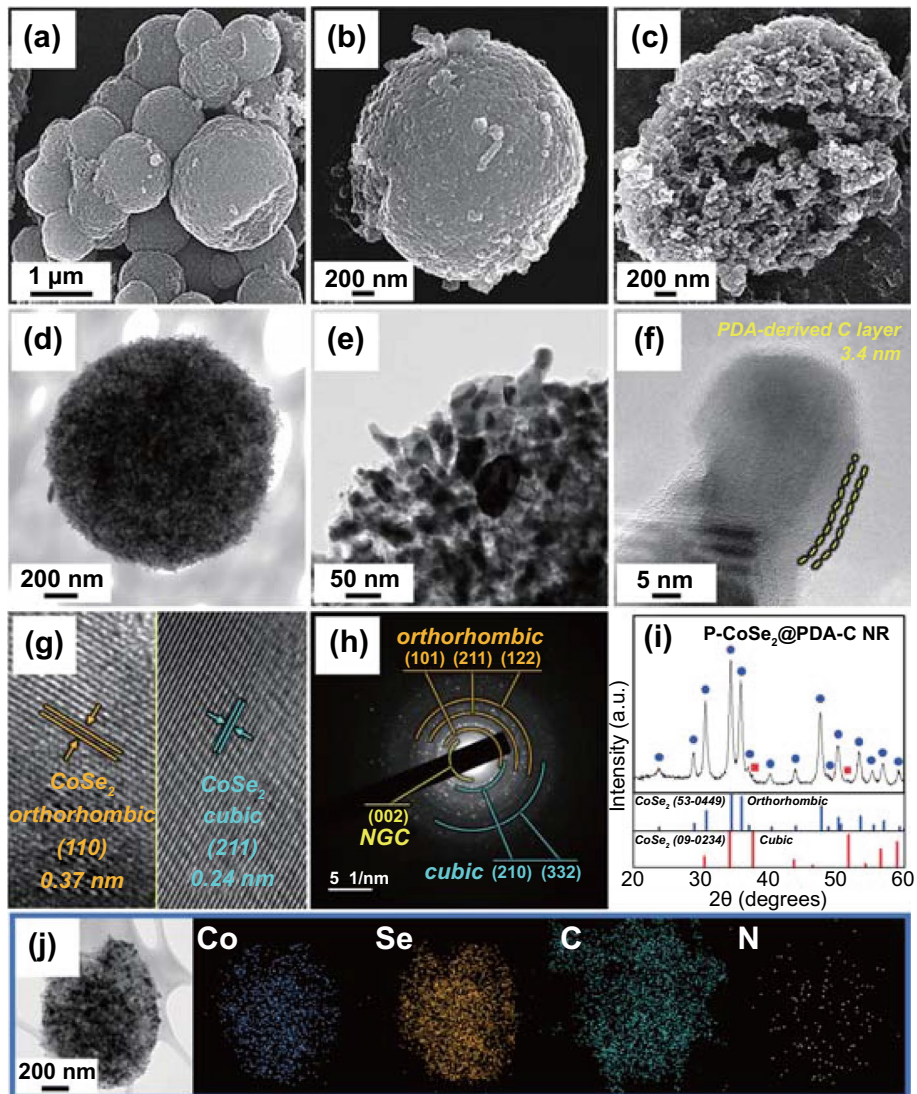 (a)
1 µm
(b)
200 nm
(c)
200 nm
(d)
200 nm
(e)
50 nm
(f)
PDA-derived C layer
3.4 nm
5 nm
(g)
CoSe₂
orthorhombic
(110)
0.37 nm
CoSe₂
cubic
(211)
0.24 nm
(h)
orthorhombic
(101) (211) (122)
(002)
NGC
cubic (210) (332)
5 1/nm
(i)
P-CoSe₂@PDA-C NR
Intensity (a.u.)
CoSe₂ (53-0449) Orthorhombic
CoSe₂ (09-0234) Cubic
20 30 40 50 60
2θ (degrees)
(j)
200 nm
Co
Se
C
N